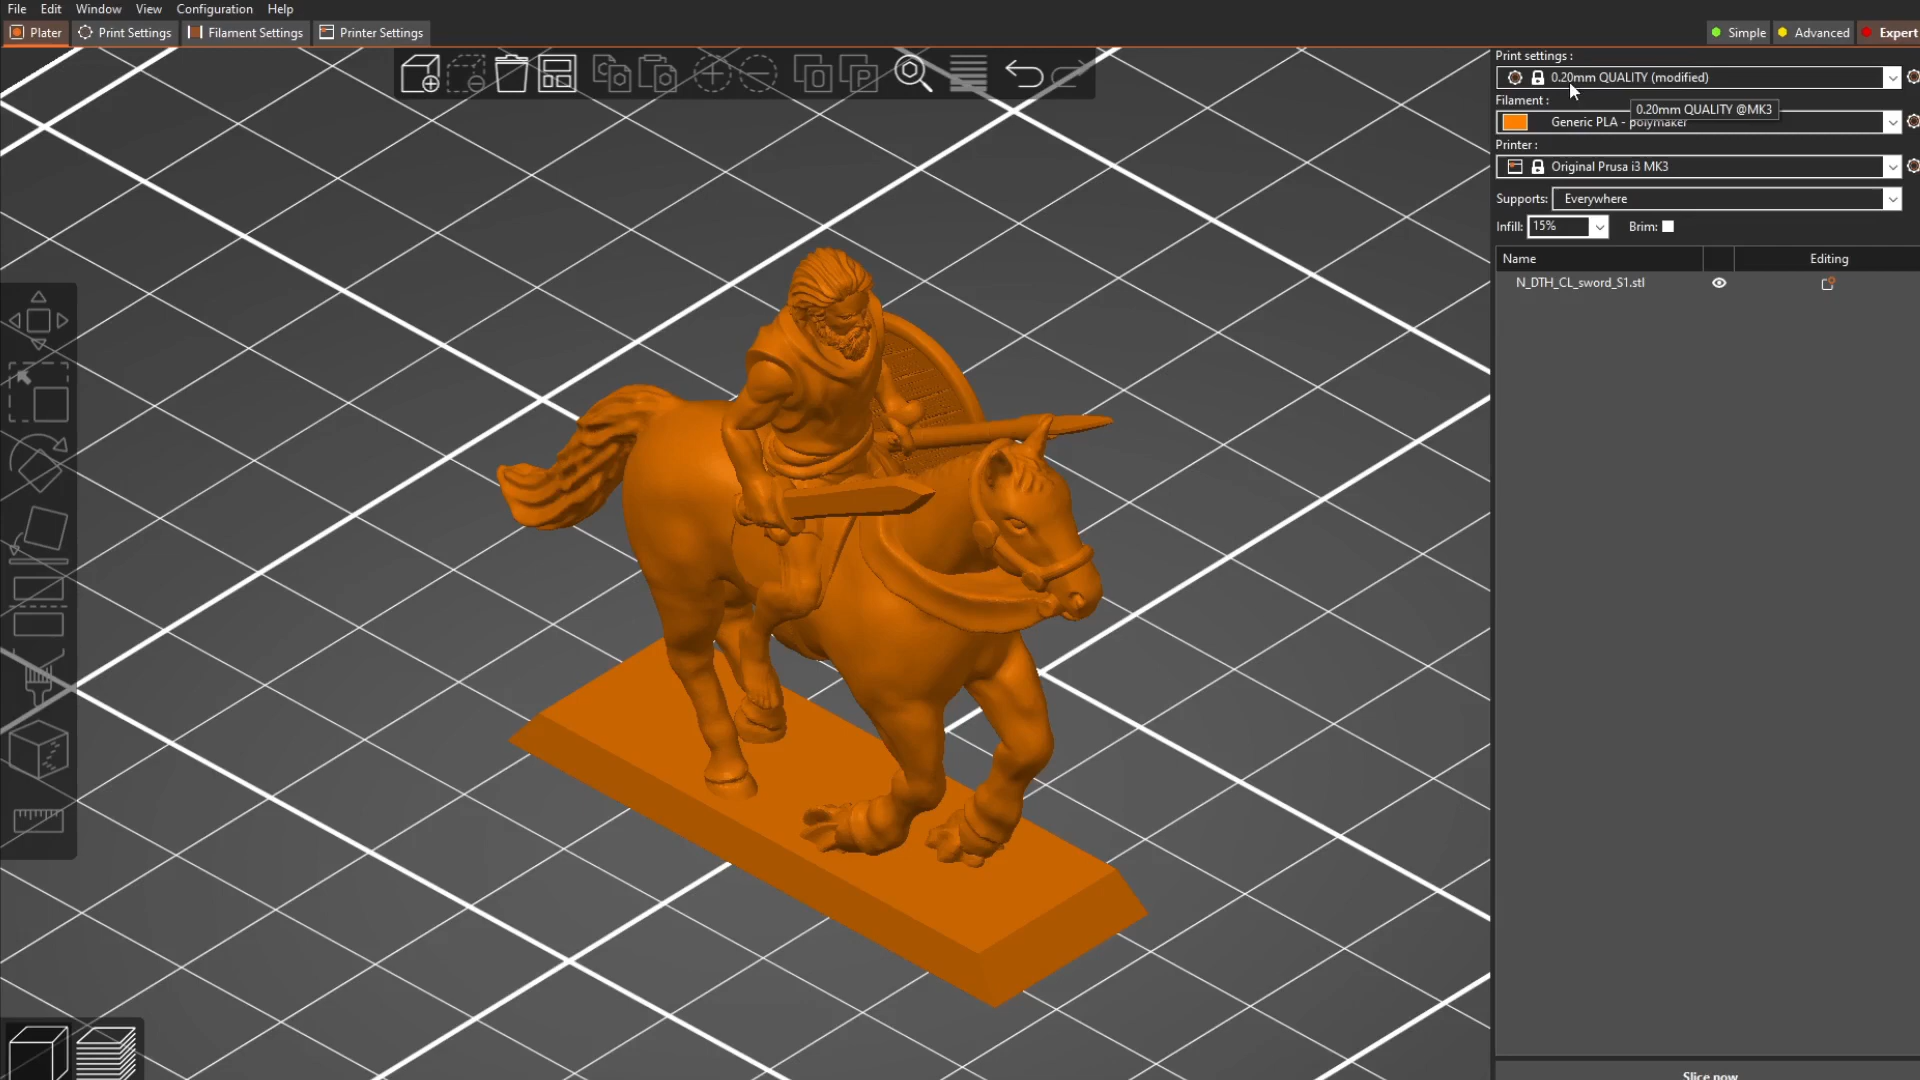 File Edit Window View Configuration Help
Plater Print Settings Filament Settings Printer Settings Simple Advanced Expert
Print settings :
0.20mm QUALITY (modified)
Filament :
0.20mm QUALITY @MK3
Generic PLA - polymaker
Printer :
Original Prusa i3 MK3
Supports: Everywhere
Infill: 15% Brim:
Name Editing
N_DTH_CL_sword_S1.stl
Slice now